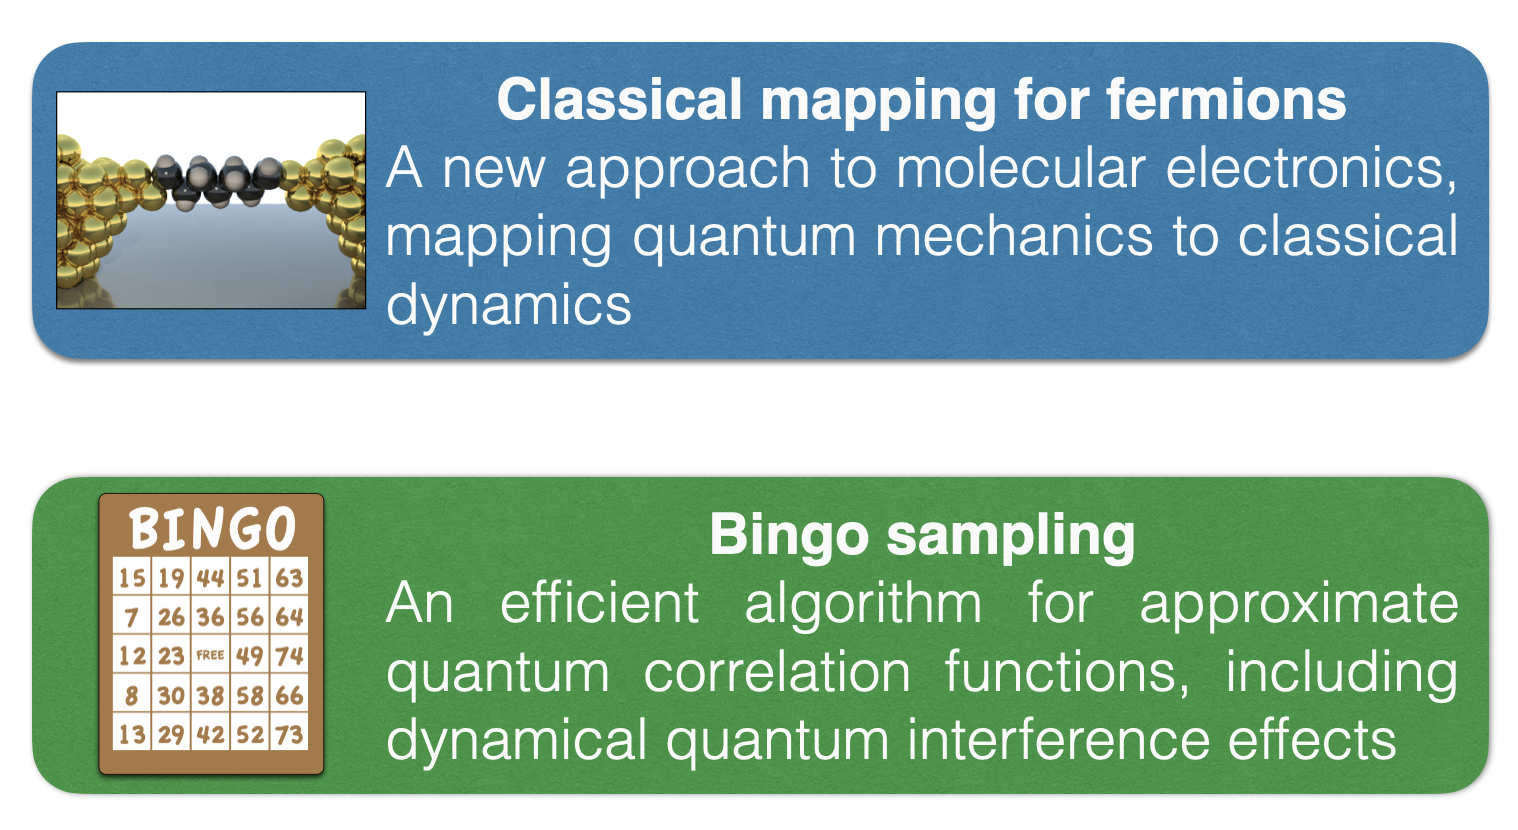 Classical mapping for fermions
A new approach to molecular electronics,
mapping quantum mechanics to classical
dynamics
BINGO
15 19 44 51 63
7 26 36 56 64
12 23 FREE 49 74
8 30 38 58 66
13 29 42 52 73
Bingo sampling
An efficient algorithm for approximate
quantum correlation functions, including
dynamical quantum interference effects